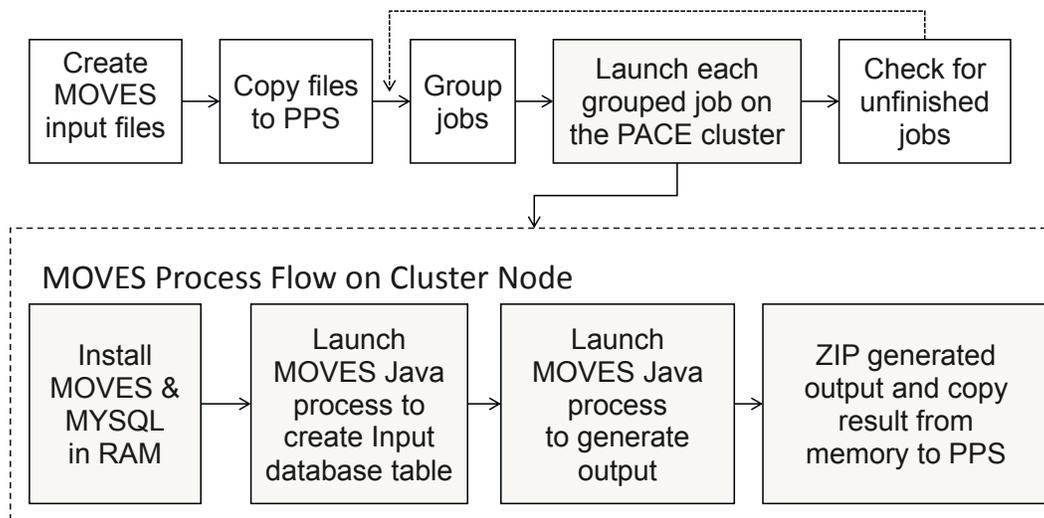 Create
MOVES
input files
Copy files
to PPS
Group
jobs
Launch each
grouped job on
the PACE cluster
Check for
unfinished
jobs
MOVES Process Flow on Cluster Node
Install
MOVES &
MYSQL
in RAM
Launch
MOVES Java
process to
create Input
database table
Launch
MOVES Java
process
to generate
output
ZIP generated
output and copy
result from
memory to PPS